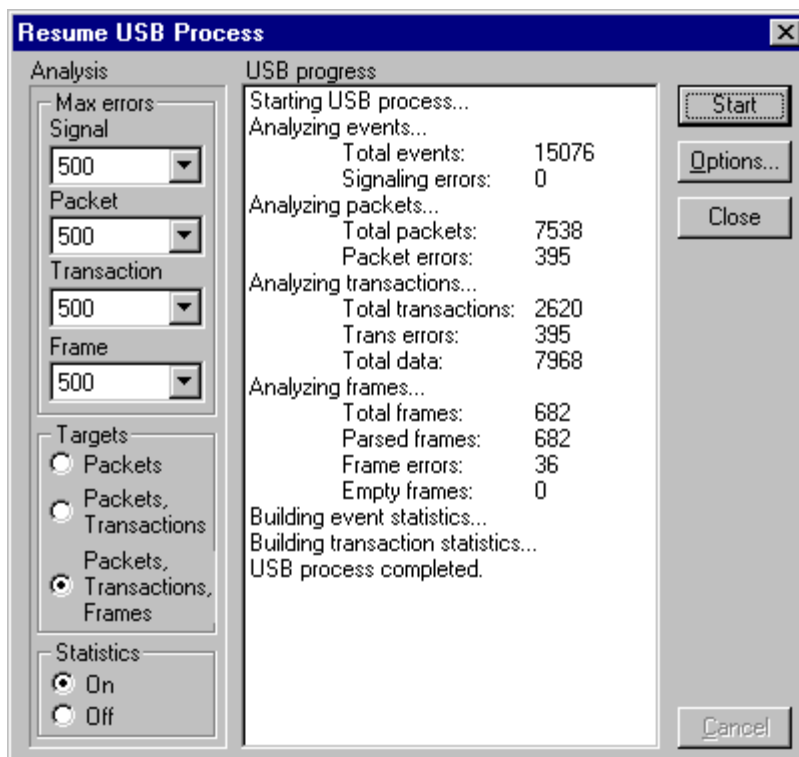 Resume USB Process
Analysis
Max errors
Signal
500
Packet
500
Transaction
500
Frame
500
Targets
Packets
Packets,
Transactions
Packets,
Transactions,
Frames
Statistics
On
Off
USB progress
Starting USB process...
Analyzing events...
Total events: 15076
Signaling errors: 0
Analyzing packets...
Total packets: 7538
Packet errors: 395
Analyzing transactions...
Total transactions: 2620
Trans errors: 395
Total data: 7968
Analyzing frames...
Total frames: 682
Parsed frames: 682
Frame errors: 36
Empty frames: 0
Building event statistics...
Building transaction statistics...
USB process completed.
Start
Options...
Close
Cancel